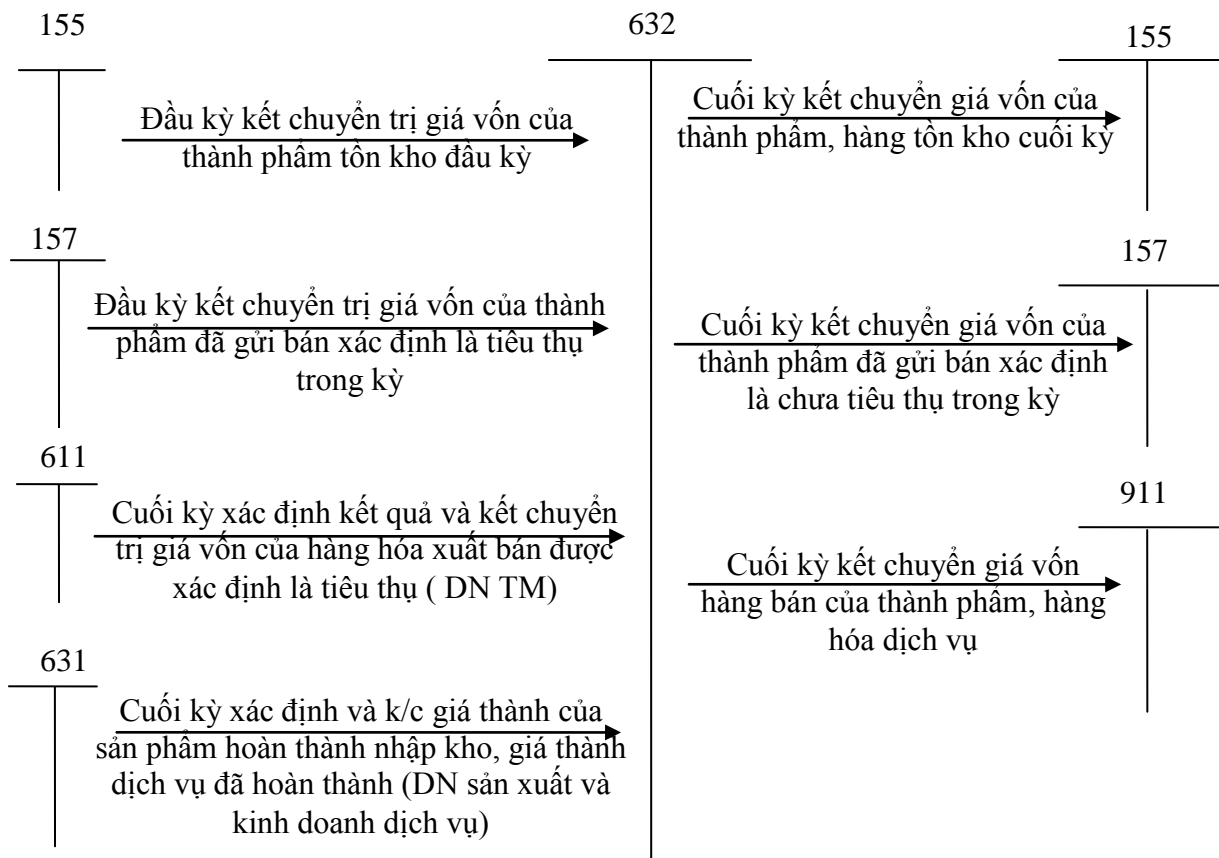 155
632
155
Đầu kỳ kết chuyển trị giá vốn của
thành phẩm tồn kho đầu kỳ
Cuối kỳ kết chuyển giá vốn của
thành phẩm, hàng tồn kho cuối kỳ
157
157
Đầu kỳ kết chuyển trị giá vốn của thành
phẩm đã gửi bán xác định là tiêu thụ
trong kỳ
Cuối kỳ kết chuyển giá vốn của
thành phẩm đã gửi bán xác định
là chưa tiêu thụ trong kỳ
611
911
Cuối kỳ xác định kết quả và kết chuyển
trị giá vốn của hàng hóa xuất bán được
xác định là tiêu thụ ( DN TM)
Cuối kỳ kết chuyển giá vốn
hàng bán của thành phẩm, hàng
hóa dịch vụ
631
Cuối kỳ xác định và k/c giá thành của
sản phẩm hoàn thành nhập kho, giá thành
dịch vụ đã hoàn thành (DN sản xuất và
kinh doanh dịch vụ)